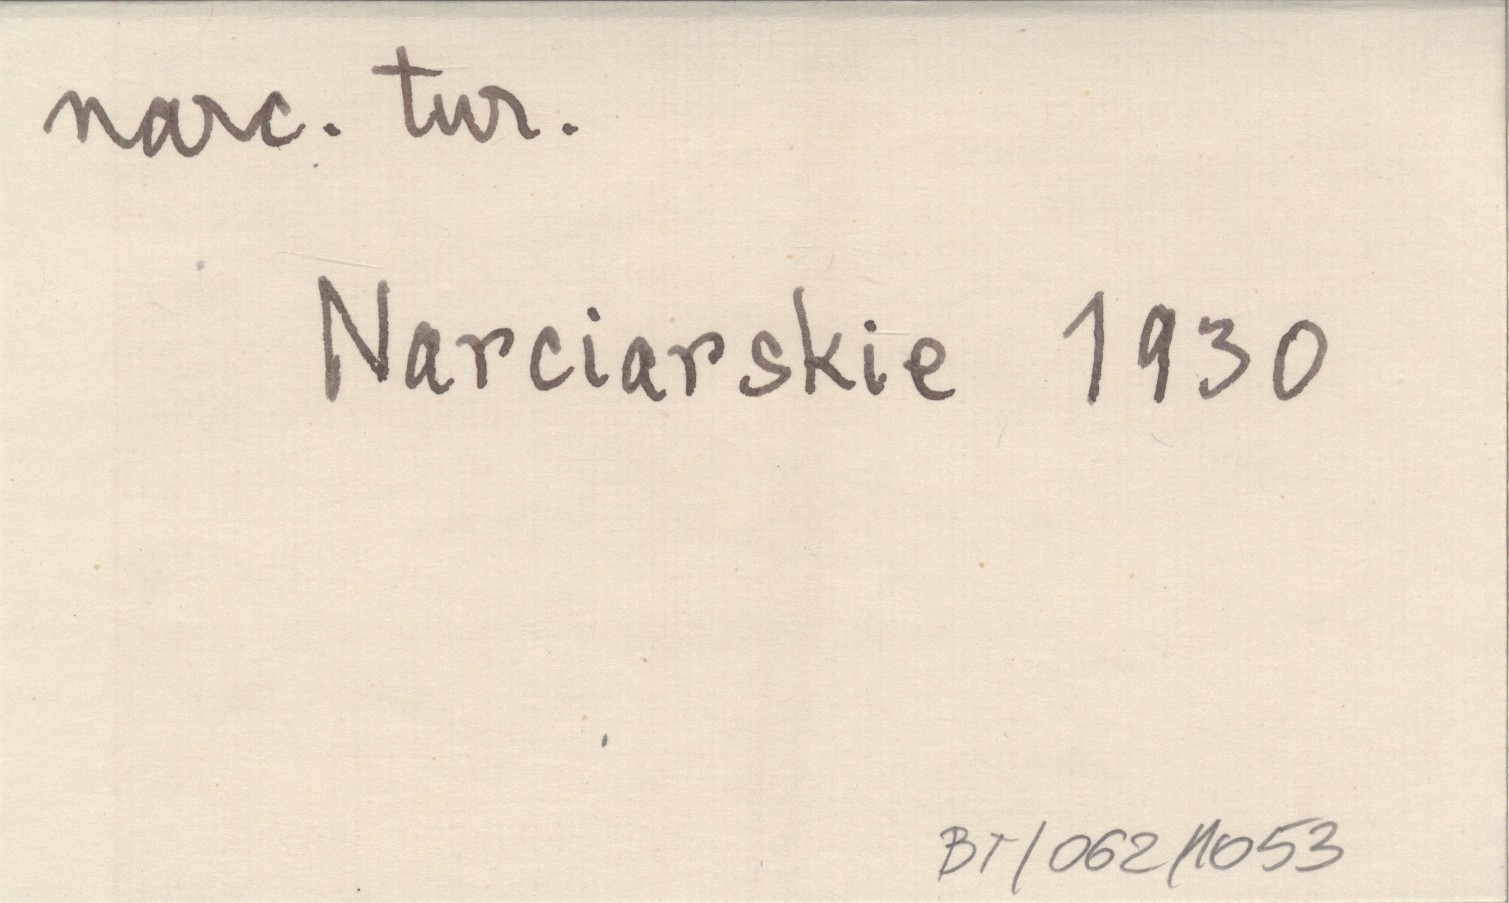 narc. tur.
Narciarskie 1930
BT/062/1053